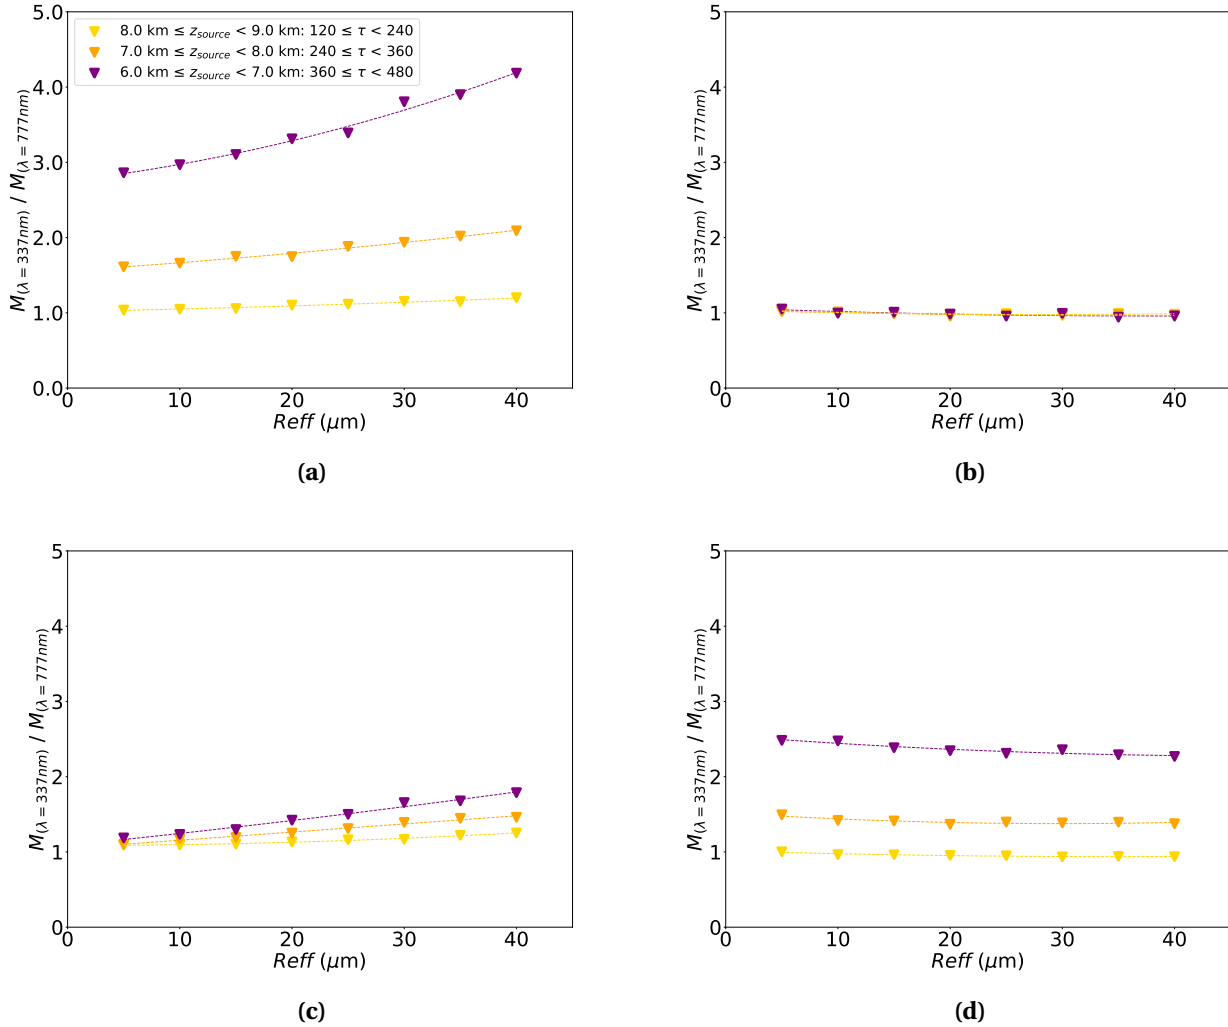 5.0
4.0
3.0
2.0
1.0
0.0
0
10
20
30
40
M(λ = 337nm) / M(λ = 777nm)
Reff (μm)
8.0 km ≤ zsource < 9.0 km: 120 ≤ τ < 240
7.0 km ≤ zsource < 8.0 km: 240 ≤ τ < 360
6.0 km ≤ zsource < 7.0 km: 360 ≤ τ < 480
(a)
5
4
3
2
1
0
0
10
20
30
40
M(λ = 337nm) / M(λ = 777nm)
Reff (μm)
(b)
5
4
3
2
1
0
0
10
20
30
40
M(λ = 337nm) / M(λ = 777nm)
Reff (μm)
(c)
5
4
3
2
1
0
0
10
20
30
40
M(λ = 337nm) / M(λ = 777nm)
Reff (μm)
(d)